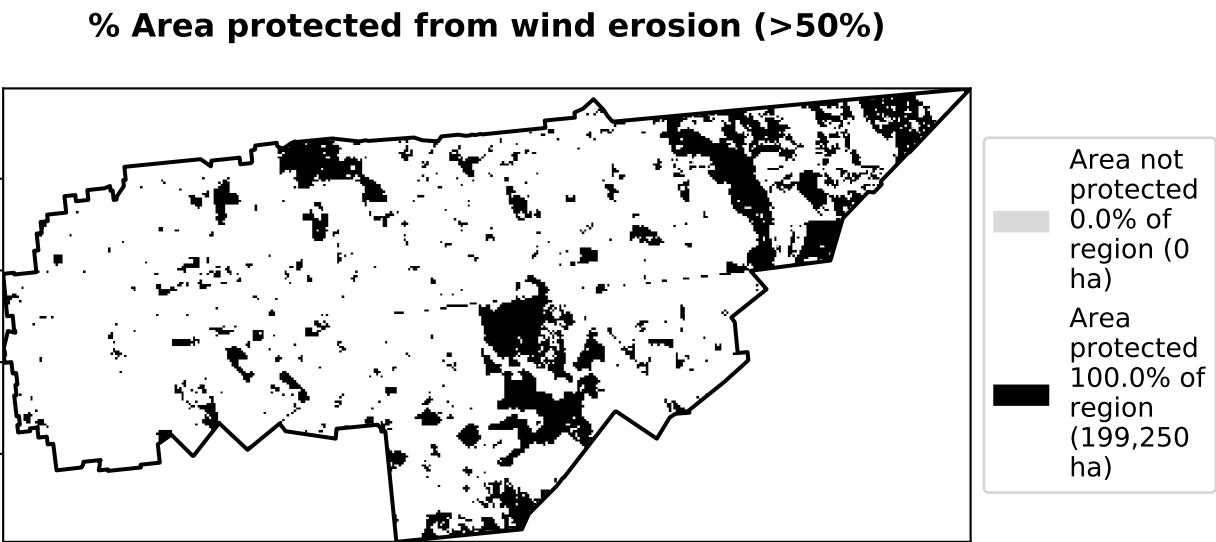 % Area protected from wind erosion (>50%)
Area not
protected
0.0% of
region (0
ha)
Area
protected
100.0% of
region
(199,250
ha)